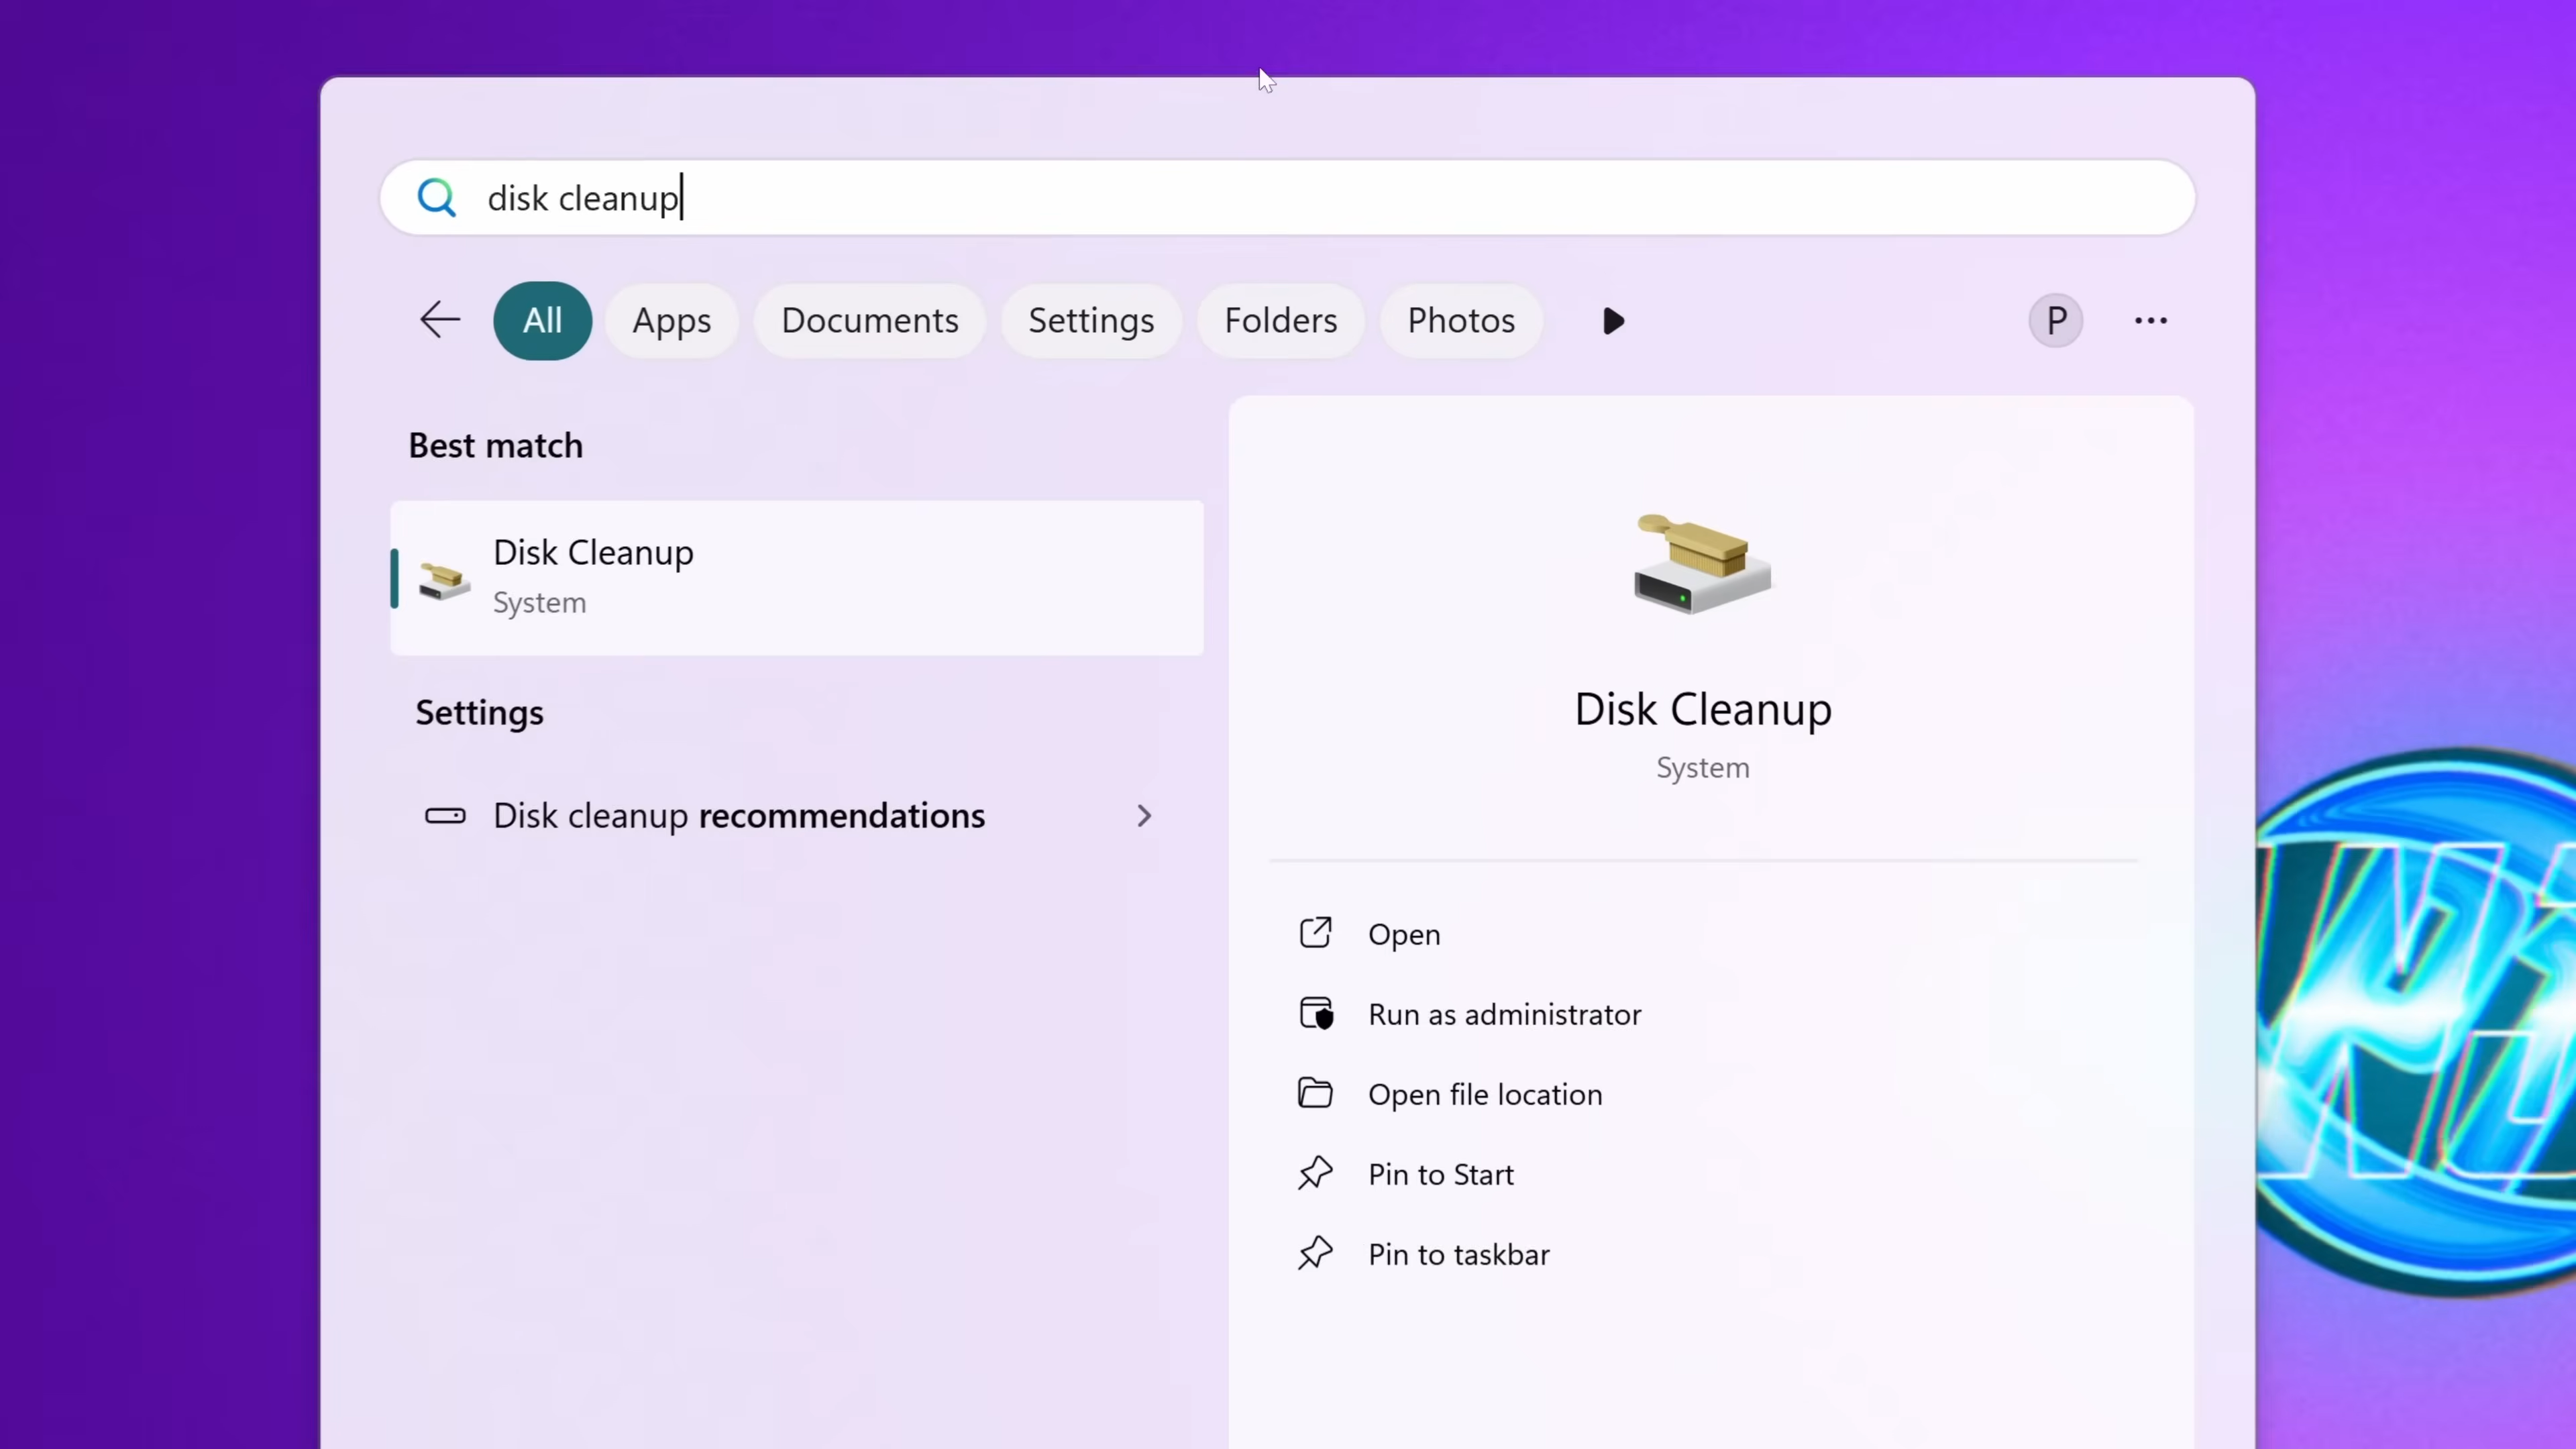 disk cleanup
All Apps Documents Settings Folders Photos P
Best match
Disk Cleanup
System
Settings
Disk cleanup recommendations
Disk Cleanup
System
Open
Run as administrator
Open file location
Pin to Start
Pin to taskbar